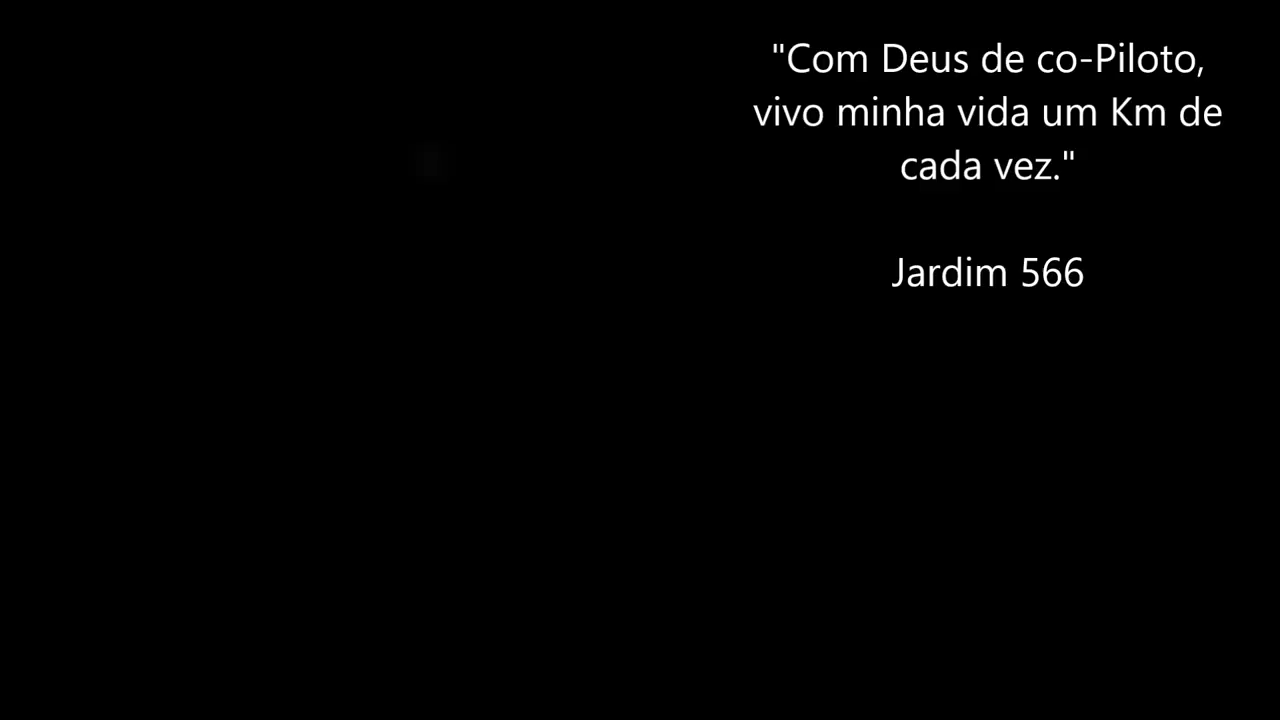 "Com Deus de co-Piloto,
vivo minha vida um Km de
cada vez."
Jardim 566